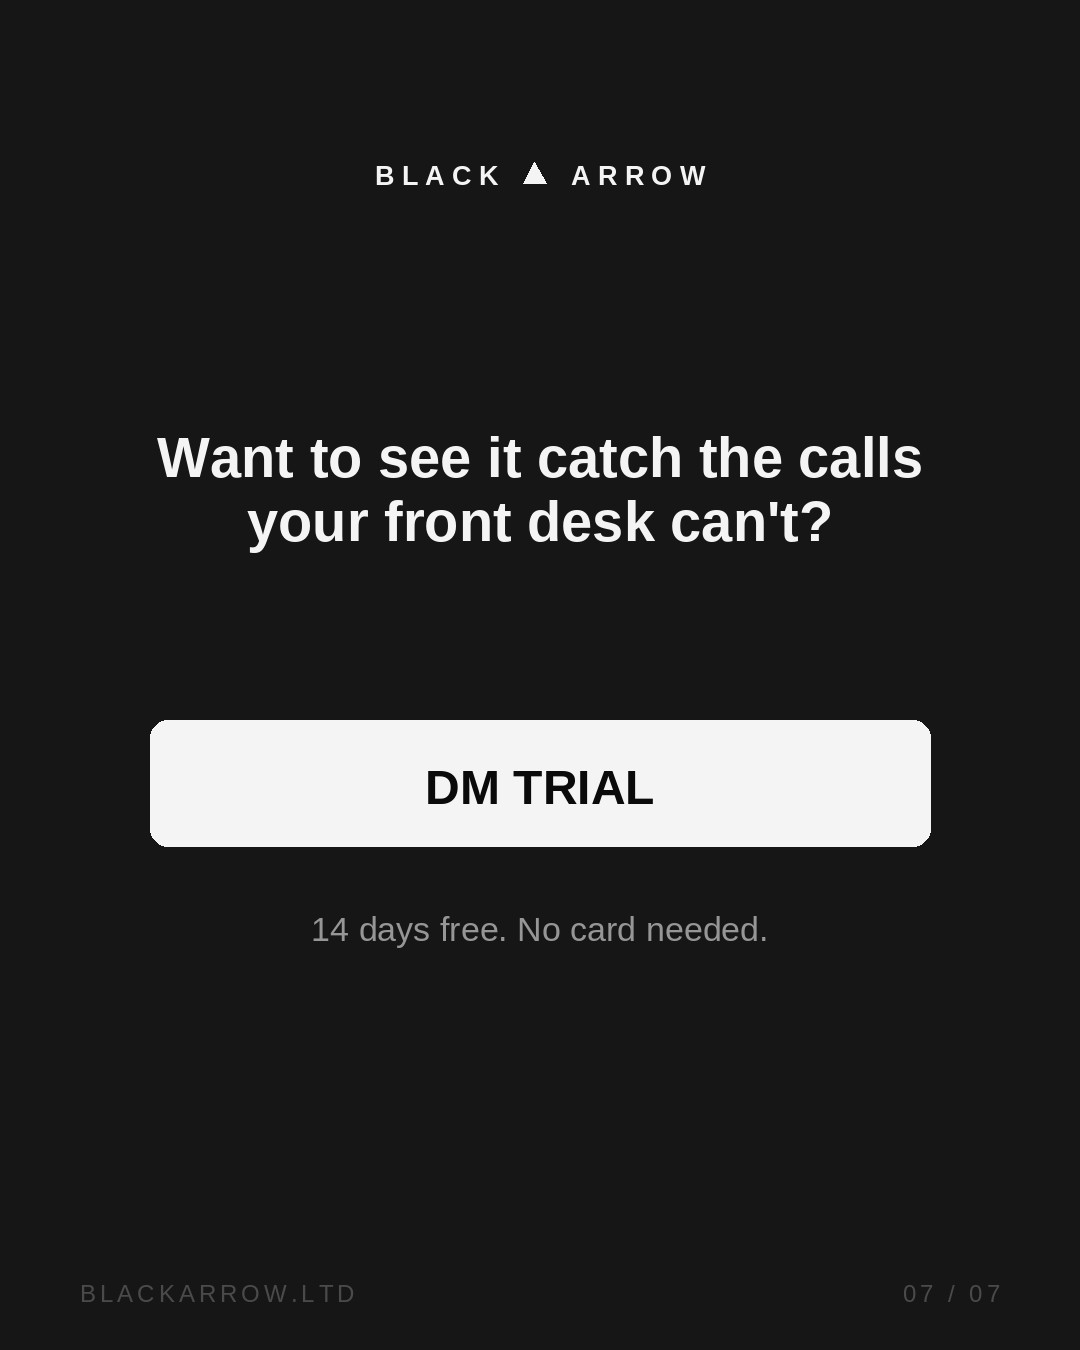 BLACK ARROW
Want to see it catch the calls
your front desk can't?
DM TRIAL
14 days free. No card needed.
BLACKARROW.LTD
07 / 07